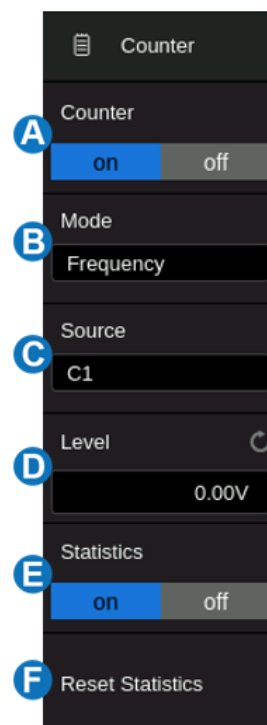 Counter
A
Counter
on off
B
Mode
Frequency
C
Source
C1
D
Level
0.00V
E
Statistics
on off
F
Reset Statistics